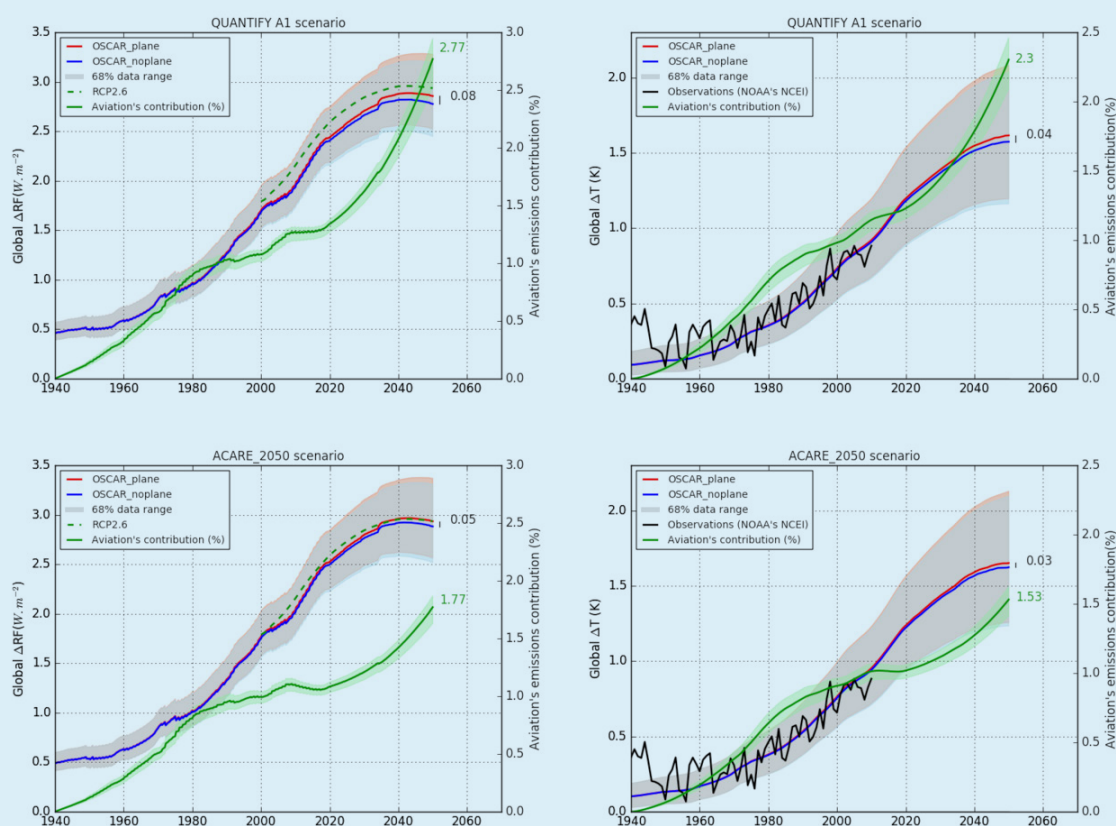 QUANTIFY A1 scenario
3.5
3.0
2.5
2.0
1.5
1.0
0.5
0.0
Global ΔRF(W. m⁻²)
OSCAR_plane
OSCAR_noplane
68% data range
RCP2.6
Aviation's contribution (%)
2.77
0.08
3.0
2.5
2.0
1.5
1.0
0.5
0.0
Aviation's emissions contribution (%)
1940 1960 1980 2000 2020 2040 2060
QUANTIFY A1 scenario
2.0
1.5
1.0
0.5
0.0
Global ΔT (K)
OSCAR_plane
OSCAR_noplane
68% data range
Observations (NOAA's NCEI)
Aviation's contribution (%)
2.3
0.04
2.5
2.0
1.5
1.0
0.5
0.0
Aviation's emissions contribution(%)
1940 1960 1980 2000 2020 2040 2060
ACARE_2050 scenario
3.5
3.0
2.5
2.0
1.5
1.0
0.5
0.0
Global ΔRF(W. m⁻²)
OSCAR_plane
OSCAR_noplane
68% data range
RCP2.6
Aviation's contribution (%)
0.05
1.77
3.0
2.5
2.0
1.5
1.0
0.5
0.0
Aviation's emissions contribution (%)
1940 1960 1980 2000 2020 2040 2060
ACARE_2050 scenario
2.0
1.5
1.0
0.5
0.0
Global ΔT (K)
OSCAR_plane
OSCAR_noplane
68% data range
Observations (NOAA's NCEI)
Aviation's contribution (%)
0.03
1.53
2.5
2.0
1.5
1.0
0.5
0.0
Aviation's emissions contribution(%)
1940 1960 1980 2000 2020 2040 2060